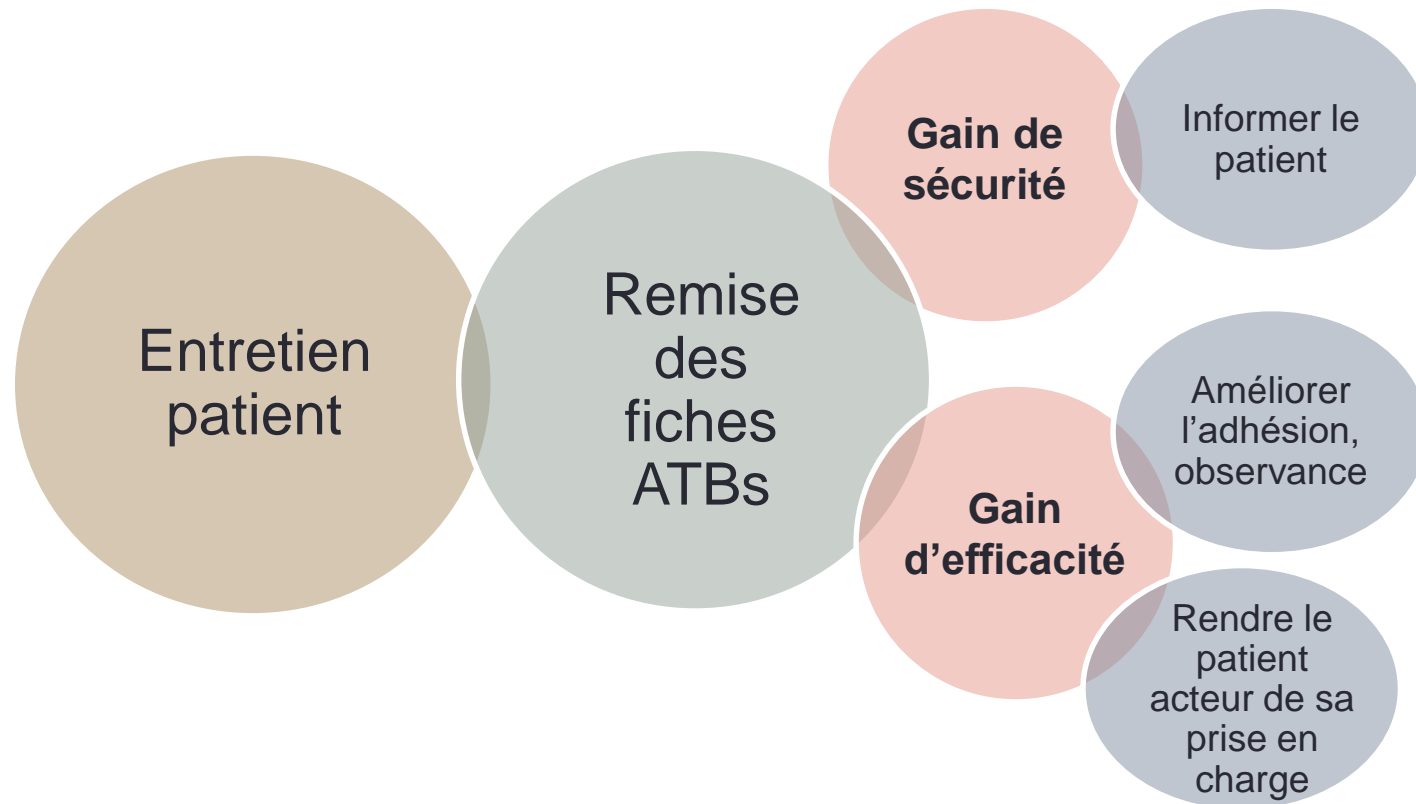 Entretien
patient
Remise
des
fiches
ATBs
Gain de
sécurité
Informer le
patient
Gain
d’efficacité
Améliorer
l’adhésion,
observance
Rendre le
patient
acteur de sa
prise en
charge